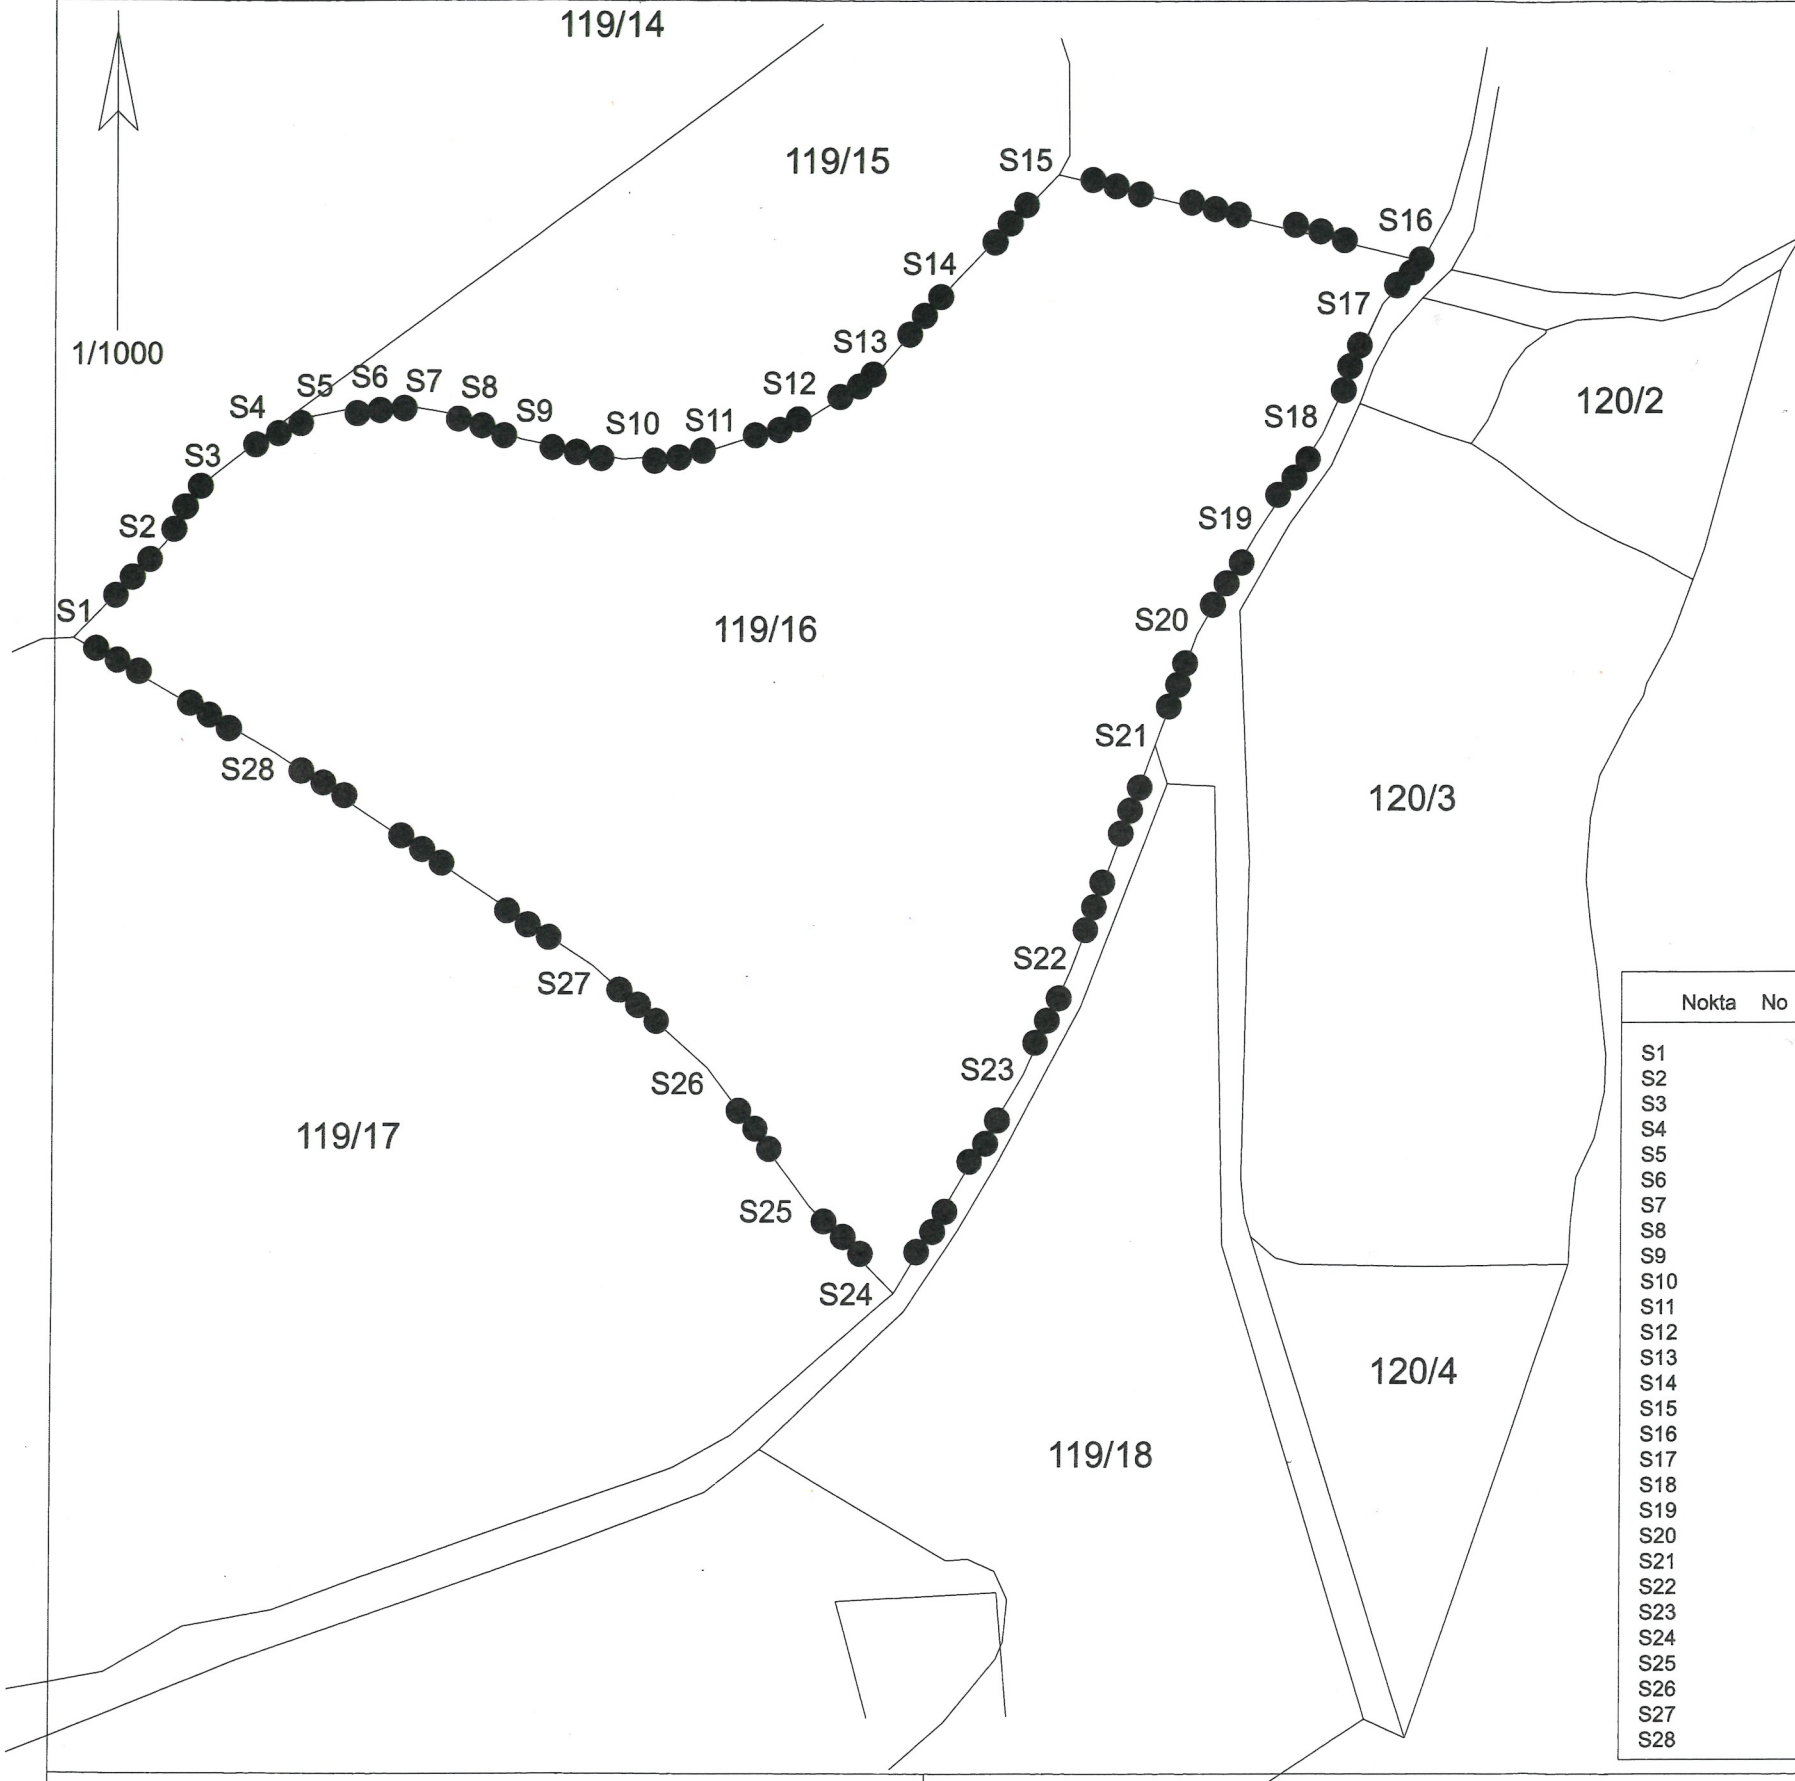 119/14
119/15
S15
S16
S14
S17
1/1000
S13
S6
S7
S5
S8
S12
S4
S9
S10
S11
S18
120/2
S3
S2
S19
S1
119/16
S20
S21
S28
120/3
S22
S27
Nokta No
S23
S26
119/17
S25
S24
120/4
119/18
S1
S2
S3
S4
S5
S6
S7
S8
S9
S10
S11
S12
S13
S14
S15
S16
S17
S18
S19
S20
S21
S22
S23
S24
S25
S26
S27
S28